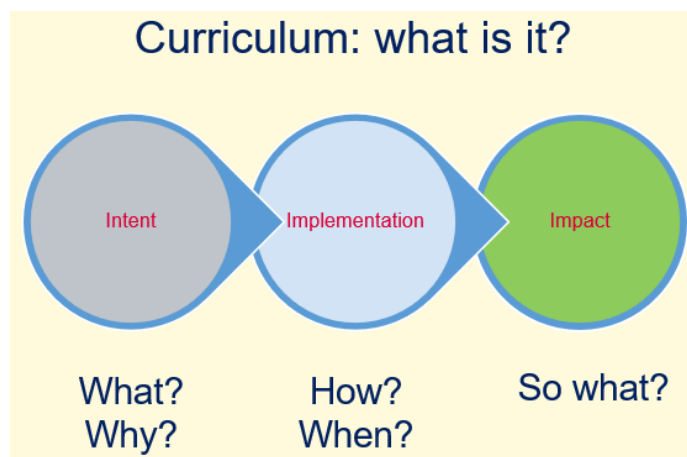 Curriculum: what is it?
Intent
Implementation
Impact
What?
Why?
How?
When?
So what?